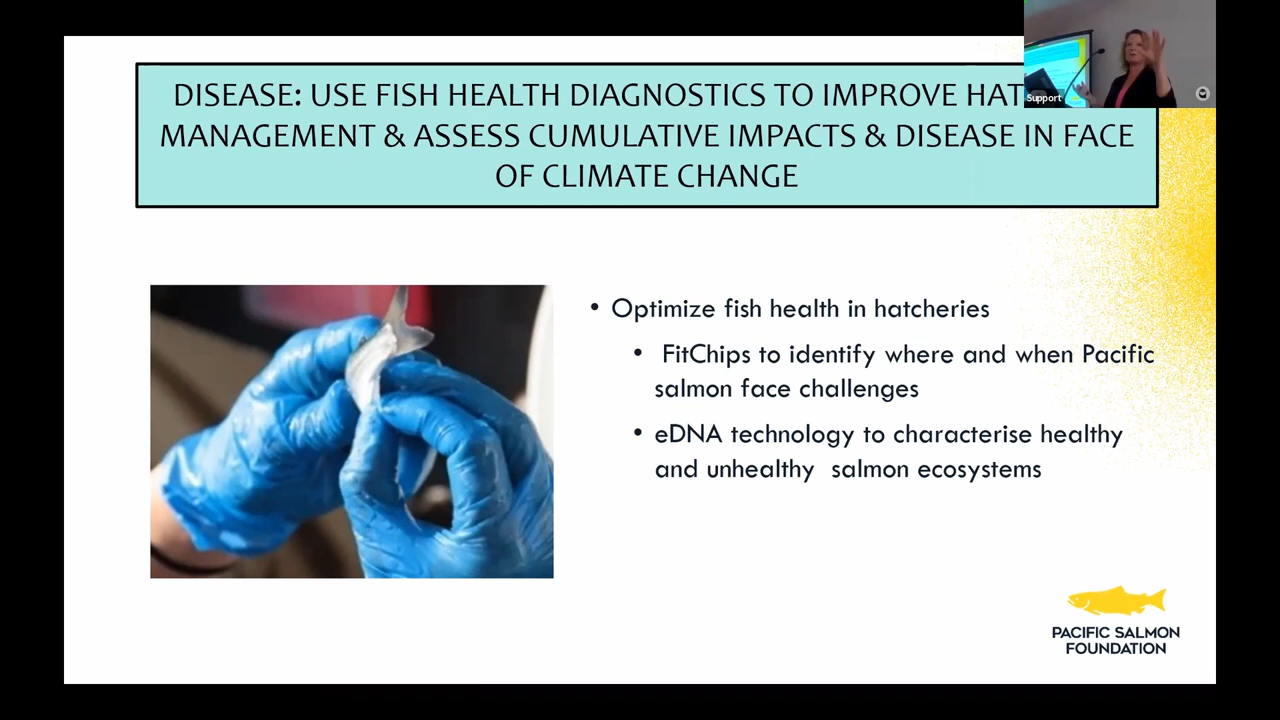 DISEASE: USE FISH HEALTH DIAGNOSTICS TO IMPROVE HAT
MANAGEMENT & ASSESS CUMULATIVE IMPACTS & DISEASE IN FACE
OF CLIMATE CHANGE
Support
• Optimize fish health in hatcheries
• FitChips to identify where and when Pacific
salmon face challenges
• eDNA technology to characterise healthy
and unhealthy  salmon ecosystems
PACIFIC SALMON
FOUNDATION